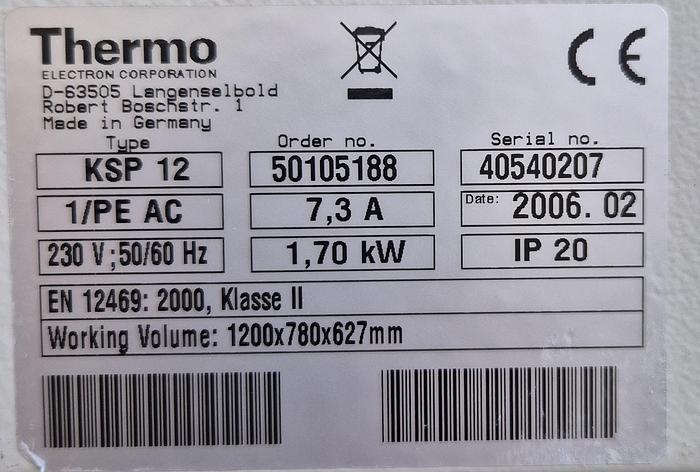 Thermo
ELECTRON CORPORATION
D-63505 Langenselbold
Robert Boschstr. 1
Made in Germany
CE
Type Order no. Serial no.
KSP 12 50105188 40540207
1/PE AC 7,3 A Date: 2006. 02
230 V ;50/60 Hz 1,70 kW IP 20
EN 12469: 2000, Klasse II
Working Volume: 1200x780x627mm